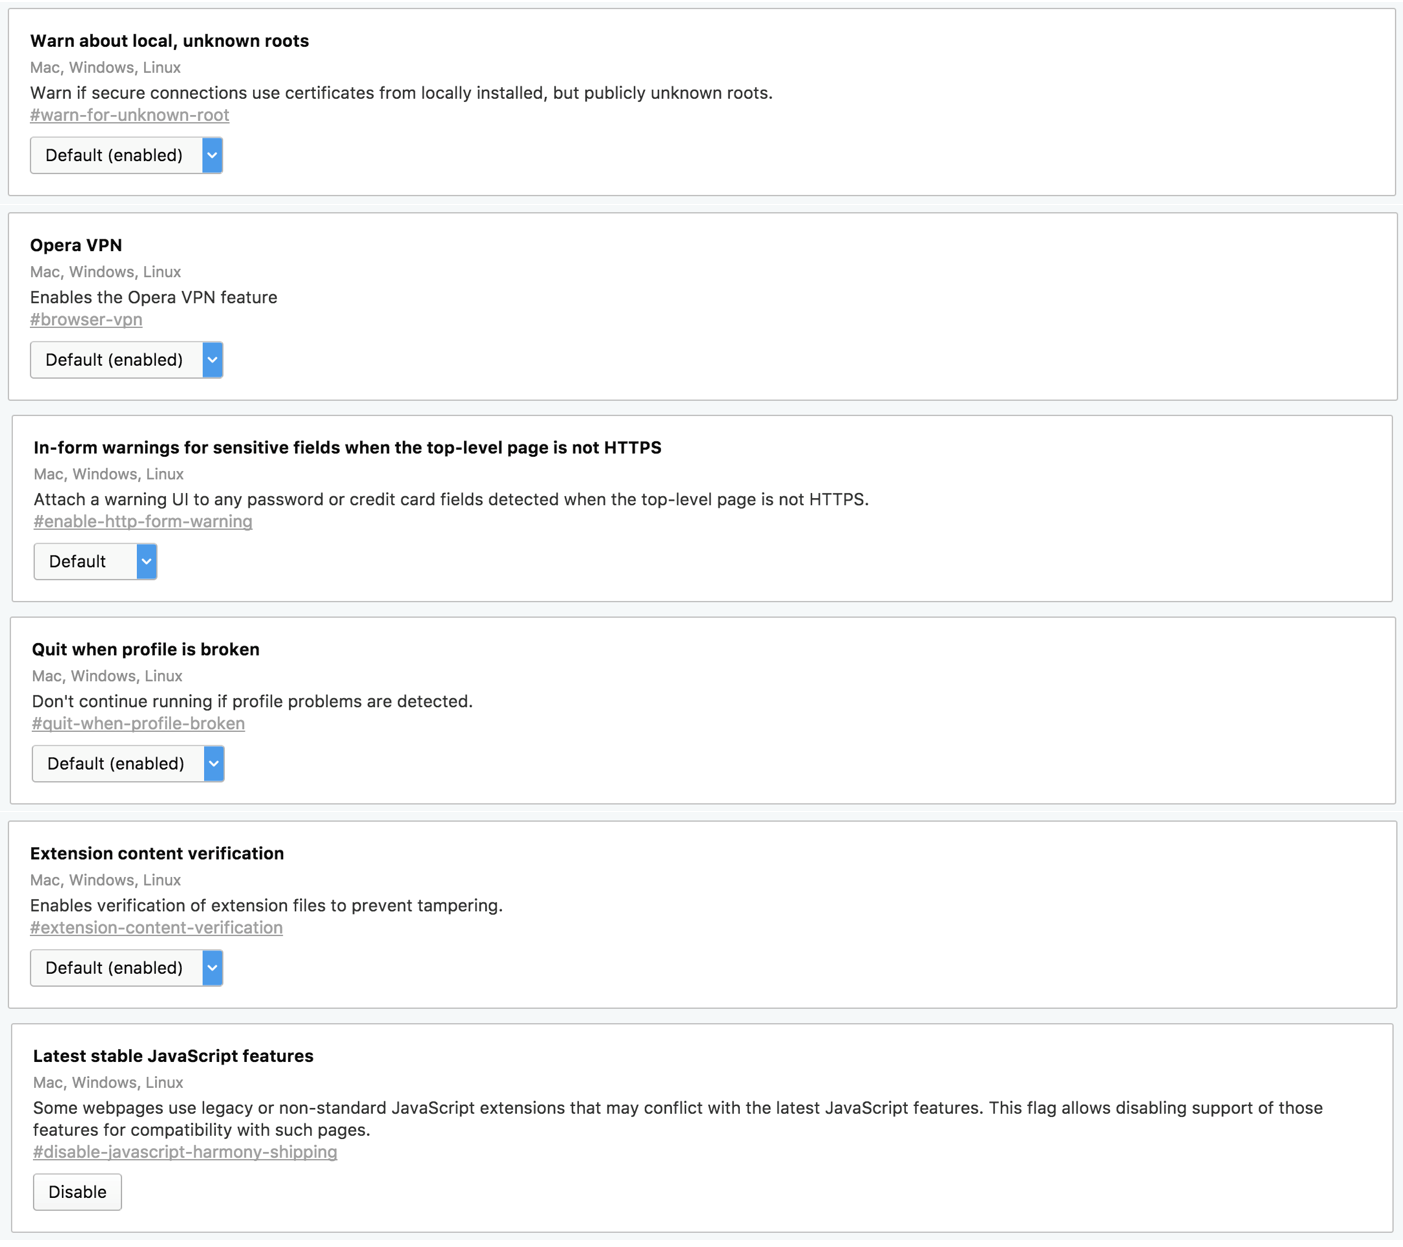 Warn about local, unknown roots
Mac, Windows, Linux
Warn if secure connections use certificates from locally installed, but publicly unknown roots.
#warn-for-unknown-root
Default (enabled)
Opera VPN
Mac, Windows, Linux
Enables the Opera VPN feature
#browser-vpn
Default (enabled)
In-form warnings for sensitive fields when the top-level page is not HTTPS
Mac, Windows, Linux
Attach a warning UI to any password or credit card fields detected when the top-level page is not HTTPS.
#enable-http-form-warning
Default
Quit when profile is broken
Mac, Windows, Linux
Don't continue running if profile problems are detected.
#quit-when-profile-broken
Default (enabled)
Extension content verification
Mac, Windows, Linux
Enables verification of extension files to prevent tampering.
#extension-content-verification
Default (enabled)
Latest stable JavaScript features
Mac, Windows, Linux
Some webpages use legacy or non-standard JavaScript extensions that may conflict with the latest JavaScript features. This flag allows disabling support of those
features for compatibility with such pages.
#disable-javascript-harmony-shipping
Disable